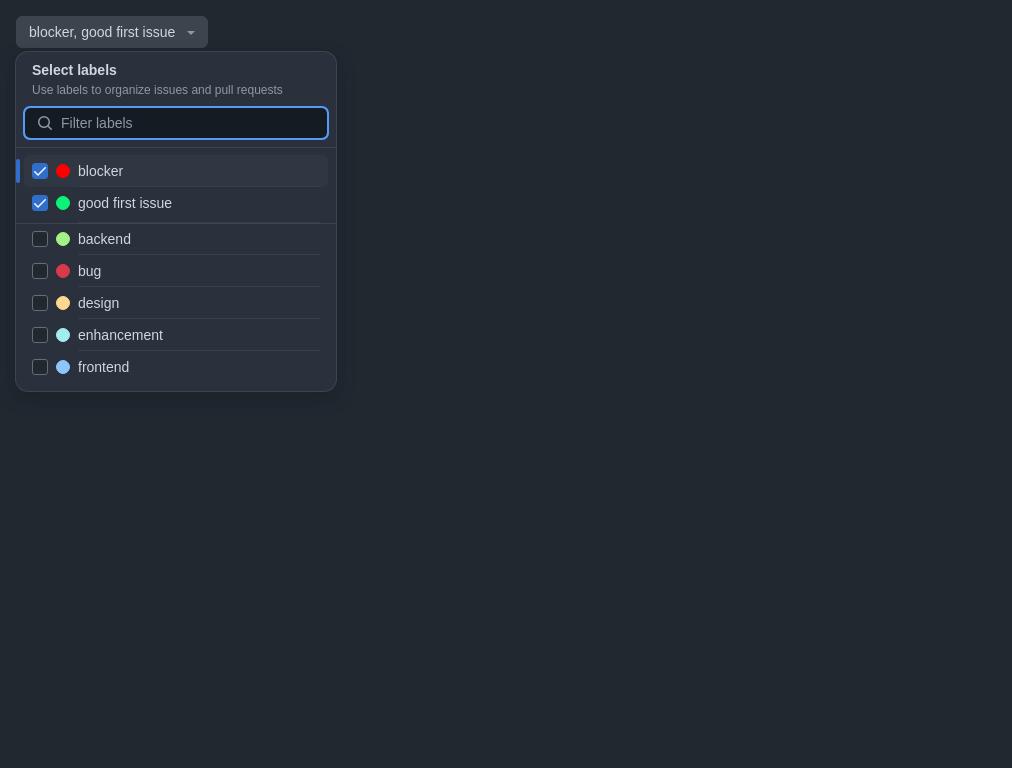 blocker, good first issue
Select labels
Use labels to organize issues and pull requests
Filter labels
blocker
good first issue
backend
bug
design
enhancement
frontend